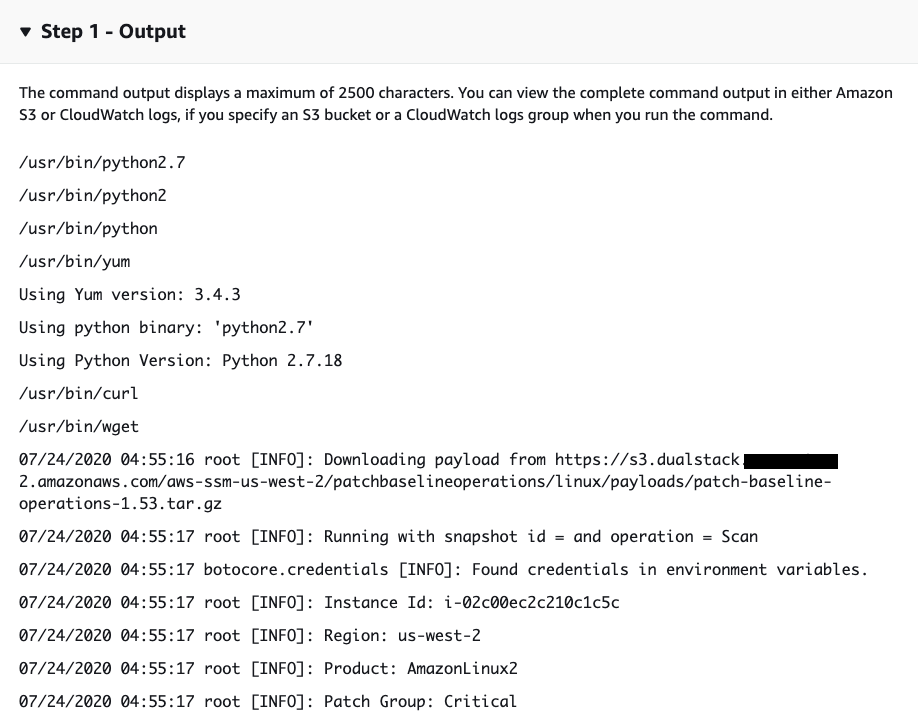 ▼ Step 1 - Output
The command output displays a maximum of 2500 characters. You can view the complete command output in either Amazon
S3 or CloudWatch logs, if you specify an S3 bucket or a CloudWatch logs group when you run the command.
/usr/bin/python2.7
/usr/bin/python2
/usr/bin/python
/usr/bin/yum
Using Yum version: 3.4.3
Using python binary: 'python2.7'
Using Python Version: Python 2.7.18
/usr/bin/curl
/usr/bin/wget
07/24/2020 04:55:16 root [INFO]: Downloading payload from https://s3.dualstack.
2.amazonaws.com/aws-ssm-us-west-2/patchbaselineoperations/linux/payloads/patch-baseline-
operations-1.53.tar.gz
07/24/2020 04:55:17 root [INFO]: Running with snapshot id = and operation = Scan
07/24/2020 04:55:17 botocore.credentials [INFO]: Found credentials in environment variables.
07/24/2020 04:55:17 root [INFO]: Instance Id: i-02c00ec2c210c1c5c
07/24/2020 04:55:17 root [INFO]: Region: us-west-2
07/24/2020 04:55:17 root [INFO]: Product: AmazonLinux2
07/24/2020 04:55:17 root [INFO]: Patch Group: Critical